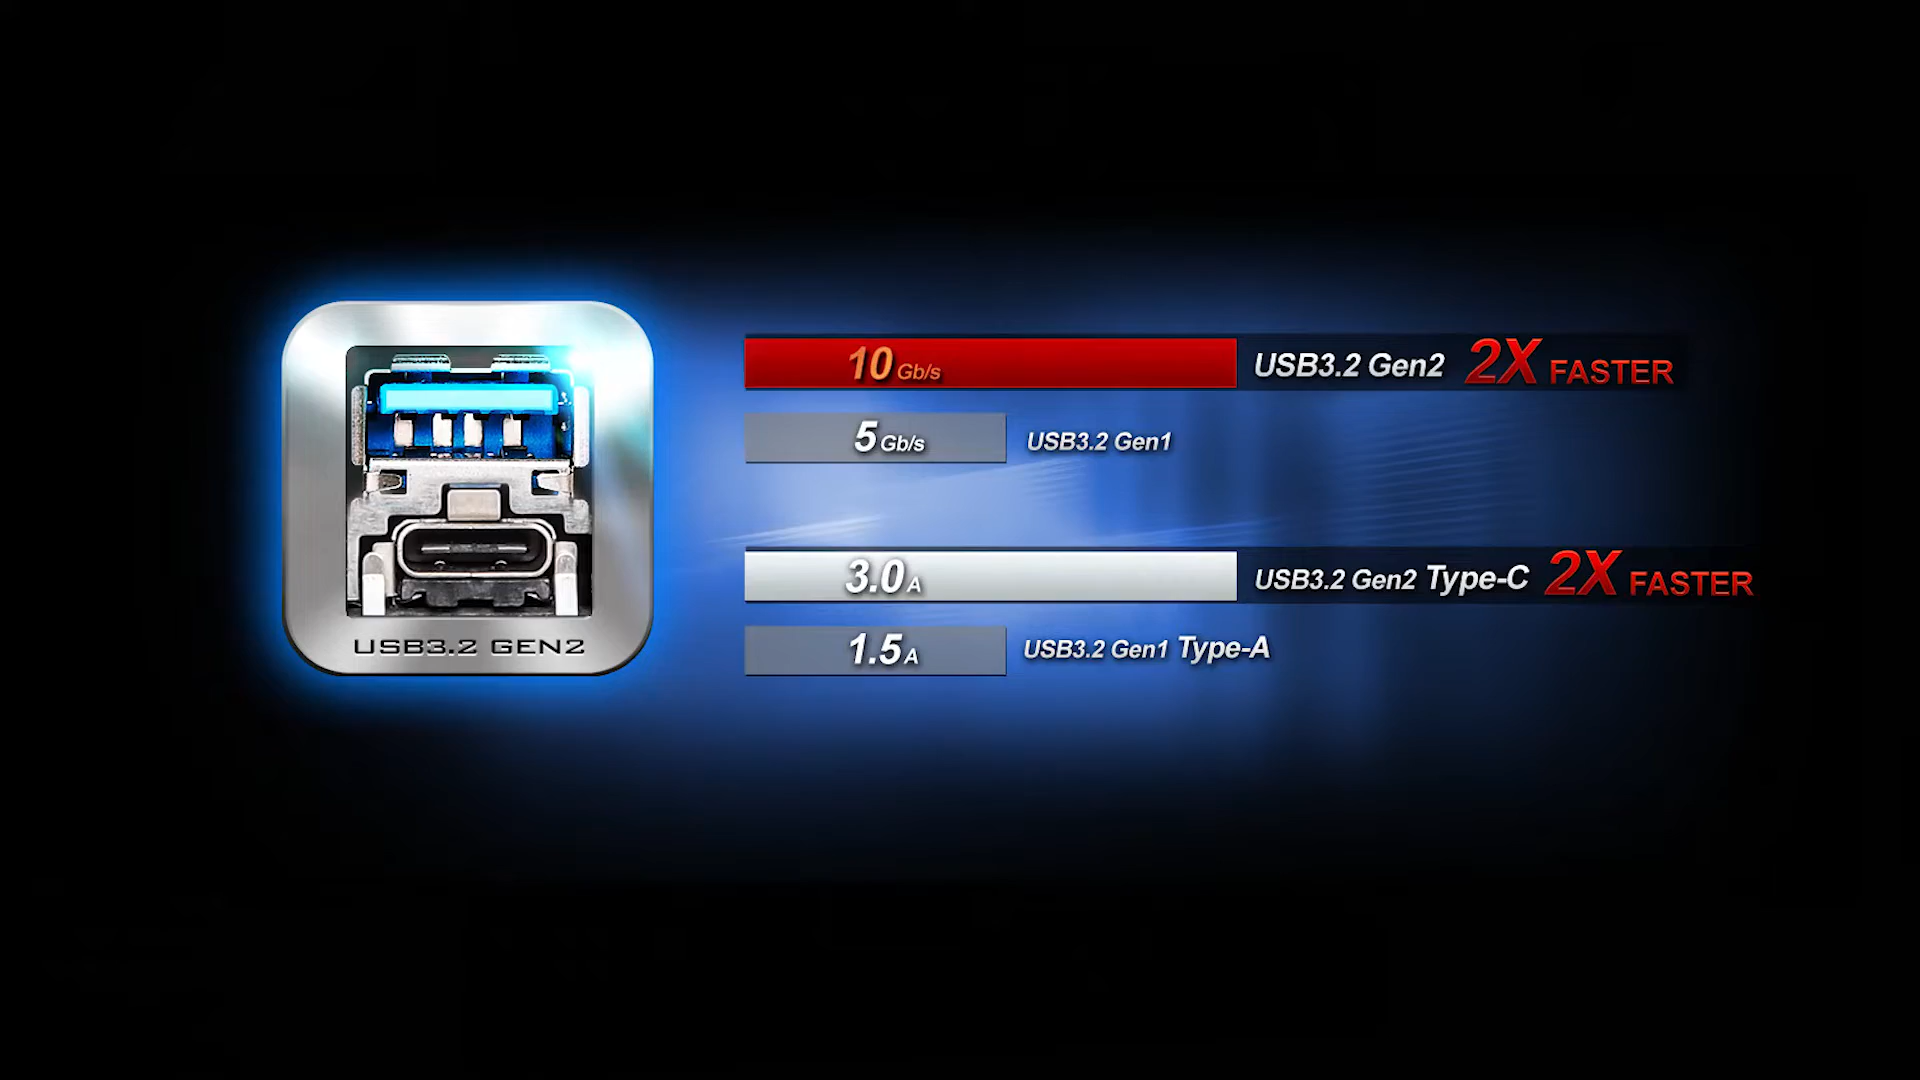 10 Gb/s USB3.2 Gen2 2X FASTER
5 Gb/s USB3.2 Gen1
3.0 A USB3.2 Gen2 Type-C 2X FASTER
1.5 A USB3.2 Gen1 Type-A
USB3.2 GEN2